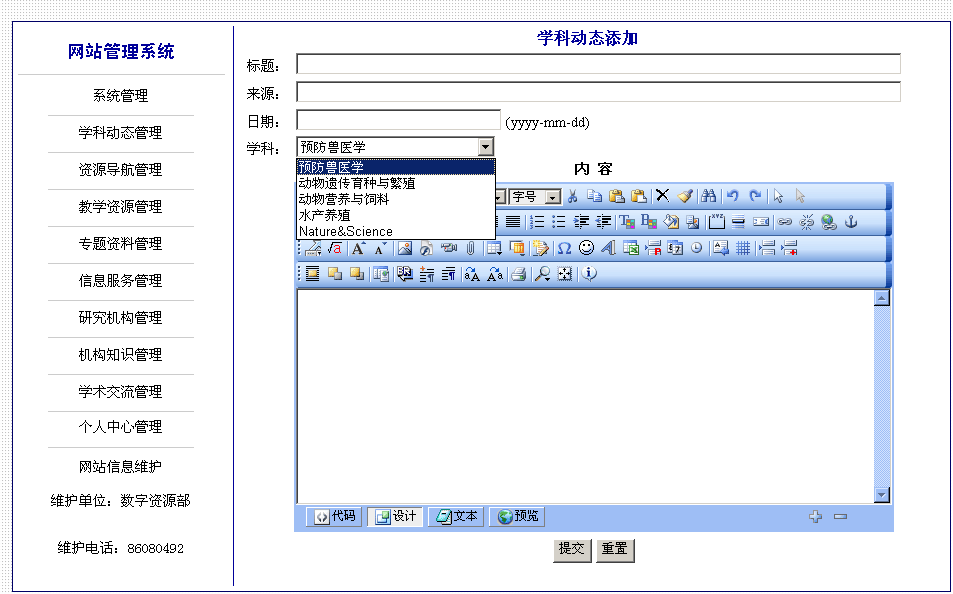 网站管理系统
系统管理
学科动态管理
资源导航管理
教学资源管理
专题资料管理
信息服务管理
研究机构管理
机构知识管理
学术交流管理
个人中心管理
网站信息维护
维护单位：数字资源部
维护电话：86080492
学科动态添加
标题：
来源：
日期： (yyyy-mm-dd)
学科： 预防兽医学
预防兽医学
动物遗传育种与繁殖
动物营养与饲料
水产养殖
Nature&Science
内 容
字号
代码 设计 文本 预览
提交 重置